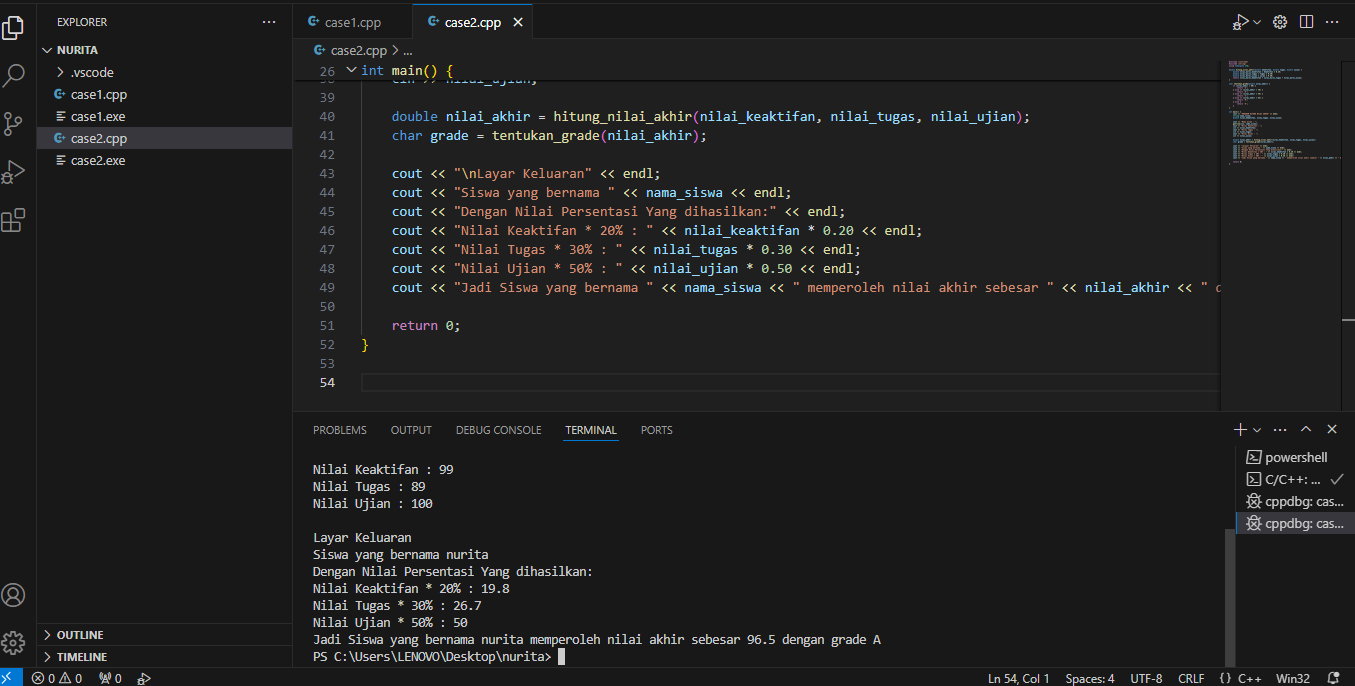 EXPLORER
NURITA
.vscode
case1.cpp
case1.exe
case2.cpp
case2.exe
OUTLINE
TIMELINE
case1.cpp
case2.cpp
case2.cpp > ...
26 int main() {
39
40 double nilai_akhir = hitung_nilai_akhir(nilai_keaktifan, nilai_tugas, nilai_ujian);
41 char grade = tentukan_grade(nilai_akhir);
42
43 cout << "\nLayar Keluaran" << endl;
44 cout << "Siswa yang bernama " << nama_siswa << endl;
45 cout << "Dengan Nilai Persentasi Yang dihasilkan:" << endl;
46 cout << "Nilai Keaktifan * 20% : " << nilai_keaktifan * 0.20 << endl;
47 cout << "Nilai Tugas * 30% : " << nilai_tugas * 0.30 << endl;
48 cout << "Nilai Ujian * 50% : " << nilai_ujian * 0.50 << endl;
49 cout << "Jadi Siswa yang bernama " << nama_siswa << " memperoleh nilai akhir sebesar " << nilai_akhir << "
50
51 return 0;
52 }
53
54
PROBLEMS OUTPUT DEBUG CONSOLE TERMINAL PORTS
Nilai Keaktifan : 99
Nilai Tugas : 89
Nilai Ujian : 100
Layar Keluaran
Siswa yang bernama nurita
Dengan Nilai Persentasi Yang dihasilkan:
Nilai Keaktifan * 20% : 19.8
Nilai Tugas * 30% : 26.7
Nilai Ujian * 50% : 50
Jadi Siswa yang bernama nurita memperoleh nilai akhir sebesar 96.5 dengan grade A
PS C:\Users\LENOVO\Desktop\nurita>
powershell
C/C++: ...
cppdbg: cas...
cppdbg: cas...
0 0 0 Ln 54, Col 1 Spaces: 4 UTF-8 CRLF {} C++ Win32